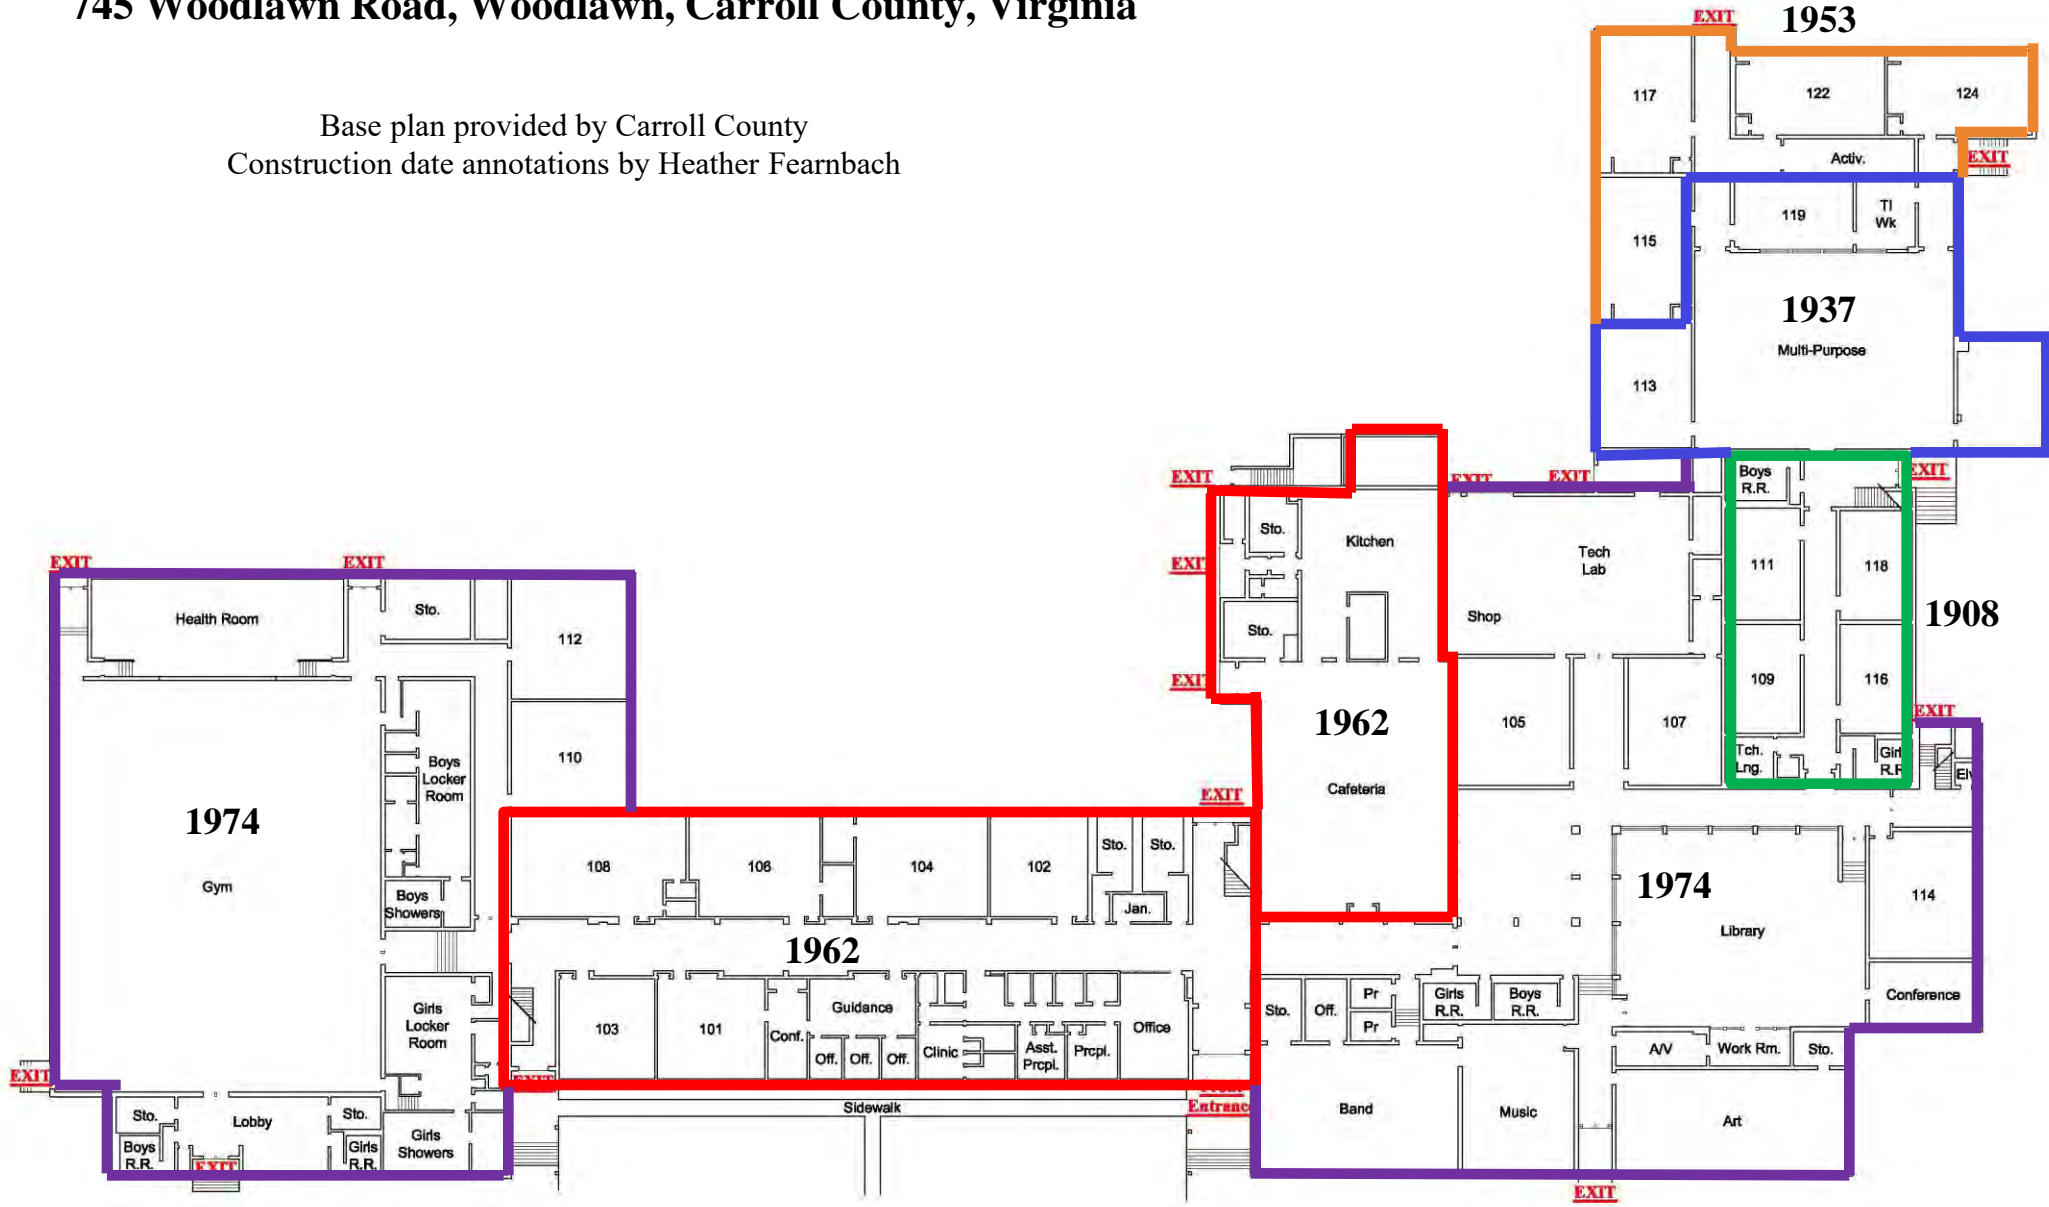 745 Woodlawn Road, Woodlawn, Carroll County, Virginia
Base plan provided by Carroll County
Construction date annotations by Heather Fearnbach
EXIT
1953
117
122
124
Activ.
EXIT
119
TI
Wk
115
1937
Multi-Purpose
113
EXIT
EXIT
EXIT
Boys
R.R.
EXIT
Sto.
Kitchen
Tech
Lab
111
118
EXIT
EXIT
EXIT
1908
Health Room
Sto.
112
Shop
Sto.
EXIT
109
116
105
107
1962
EXIT
110
Boys
Locker
Room
Cafeteria
Tch.
Lng.
Girl
R.R
Elv
EXIT
1974
Gym
108
106
104
102
Sto.
Sto.
Jan.
Boys
Showers
1974
114
Library
1962
Conference
Girls
Locker
Room
103
101
Conf.
Guidance
Off.
Off.
Off.
Clinic
Asst.
Prcpl.
Prcpl.
Office
Sto.
Off.
Pr
Pr
Girls
R.R.
Boys
R.R.
A/V
Work Rm.
Sto.
EXIT
EXIT
Sidewalk
Entrance
Sto.
Lobby
Sto.
Boys
R.R.
EXIT
Girls
R.R.
Girls
Showers
Band
Music
Art
EXIT